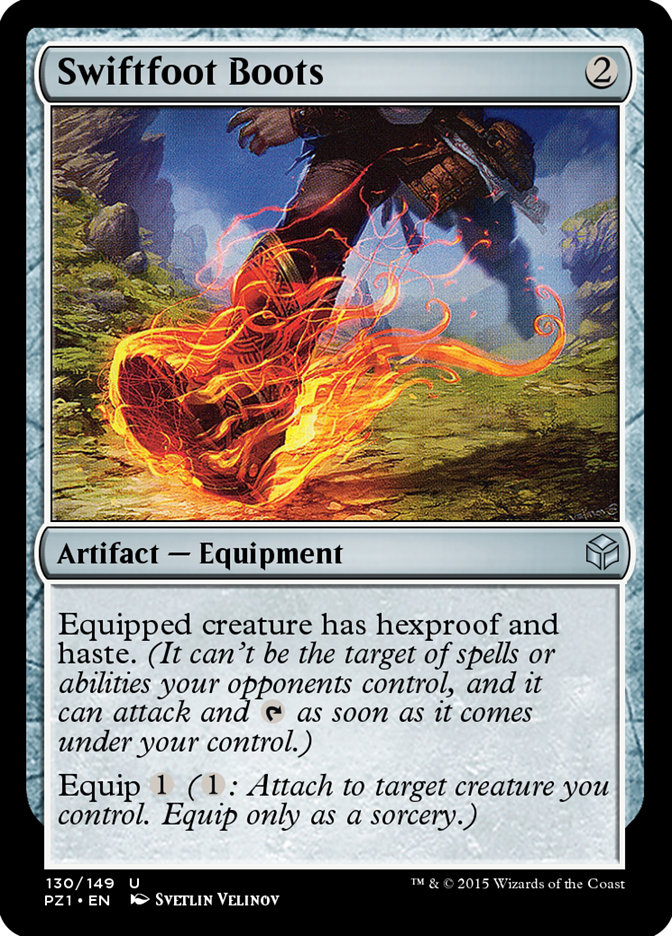 Swiftfoot Boots 2
Artifact — Equipment
Equipped creature has hexproof and
haste. (It can't be the target of spells or
abilities your opponents control, and it
can attack and as soon as it comes
under your control.)
Equip 1 (1: Attach to target creature you
control. Equip only as a sorcery.)
130/149 U
PZ1 • EN Svetlin Velinov
™ & © 2015 Wizards of the Coast